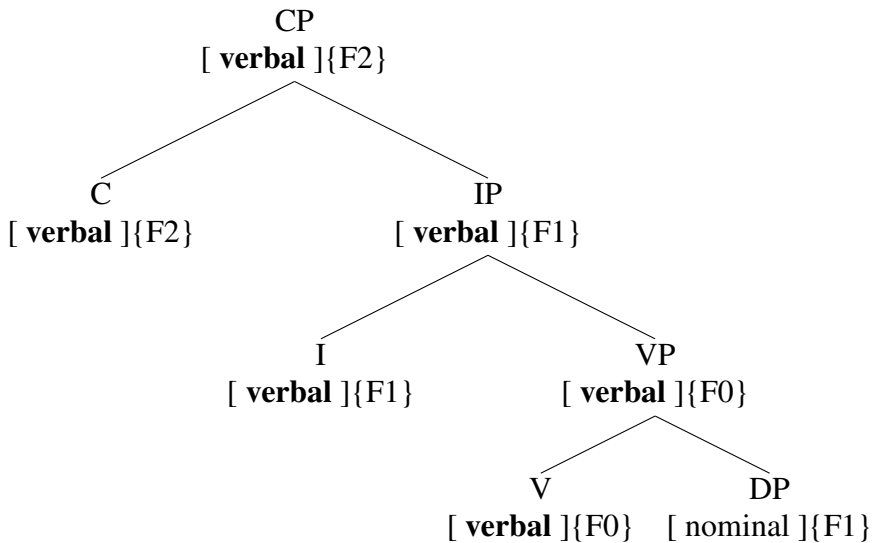 CP
[ verbal ]{F2}
C IP
[ verbal ]{F2} [ verbal ]{F1}
I VP
[ verbal ]{F1} [ verbal ]{F0}
V DP
[ verbal ]{F0} [ nominal ]{F1}